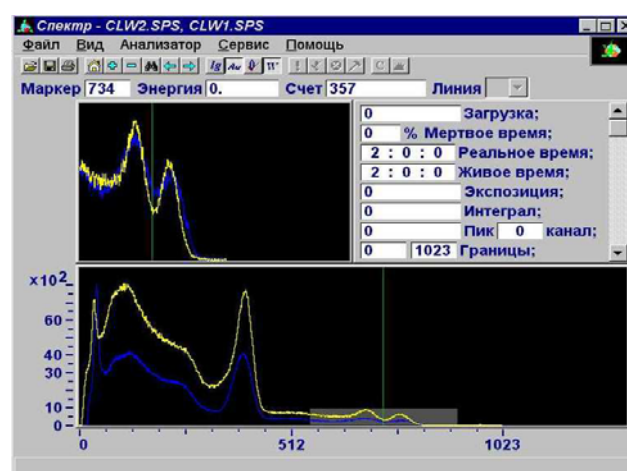 Спектр - CLW2.SPS, CLW1.SPS
Файл Вид Анализатор Сервис Помощь
Маркер 734 Энергия 0. Счет 357 Линия
0 Загрузка;
0 % Мертвое время;
2 : 0 : 0 Реальное время;
2 : 0 : 0 Живое время;
0 Экспозиция;
0 Интеграл;
0 Пик 0 канал;
0 1023 Границы;
x10²
60
40
30
10
0
0 512 1023